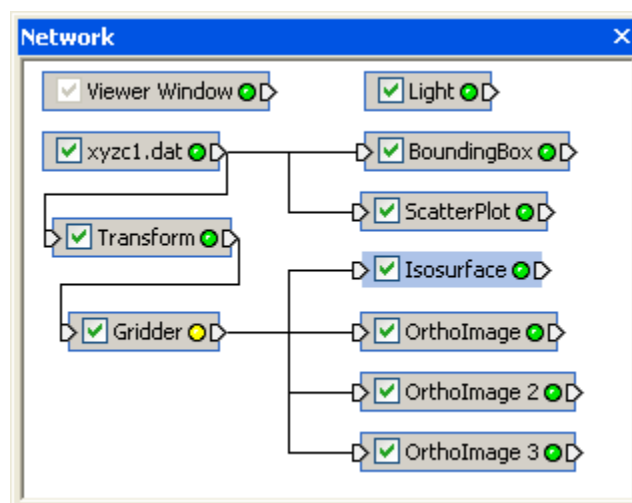 Network
Viewer Window
Light
xyzc1.dat
BoundingBox
ScatterPlot
Transform
Isosurface
Gridder
OrthoImage
OrthoImage 2
OrthoImage 3